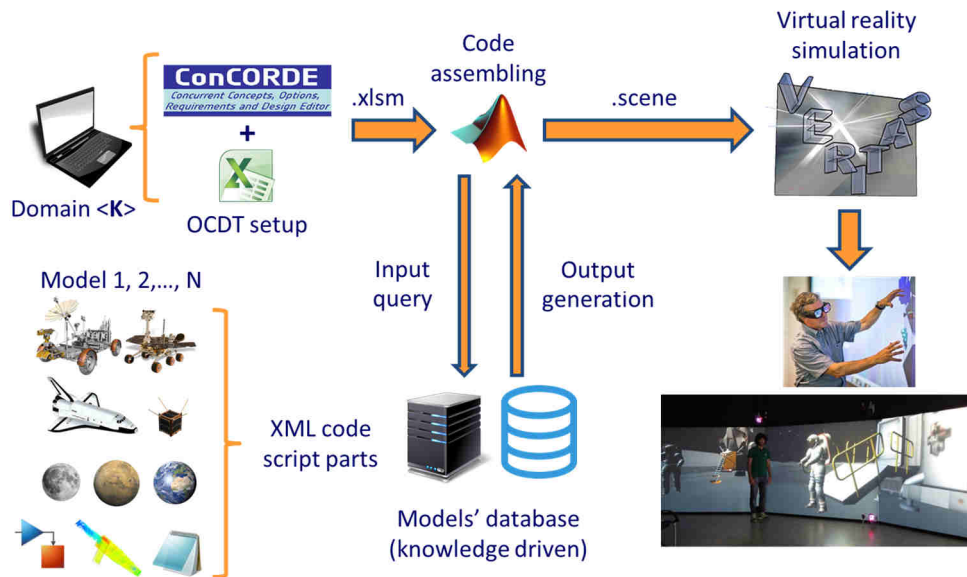 ConCORDE
Concurrent Concepts, Options,
Requirements and Design Editor
+
OCDT setup
Domain <K>
.xlsm
Code
assembling
.scene
Virtual reality
simulation
VERITAS
Input
query
Output
generation
Model 1, 2,..., N
XML code
script parts
Models' database
(knowledge driven)